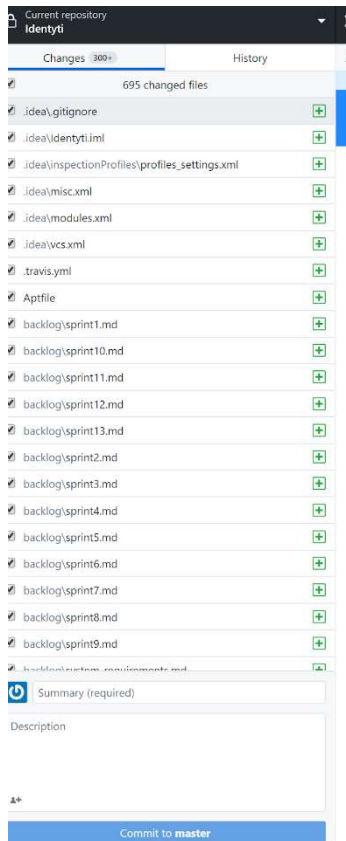 Current repository
Identyti
Changes 300+ History
695 changed files
.idea\.gitignore
.idea\Identyti.iml
.idea\inspectionProfiles\profiles_settings.xml
.idea\misc.xml
.idea\modules.xml
.idea\vcs.xml
.travis.yml
Aptfile
backlog\sprint1.md
backlog\sprint10.md
backlog\sprint11.md
backlog\sprint12.md
backlog\sprint13.md
backlog\sprint2.md
backlog\sprint3.md
backlog\sprint4.md
backlog\sprint5.md
backlog\sprint6.md
backlog\sprint7.md
backlog\sprint8.md
backlog\sprint9.md
backlog\system_requirements.md
Summary (required)
Description
Commit to master